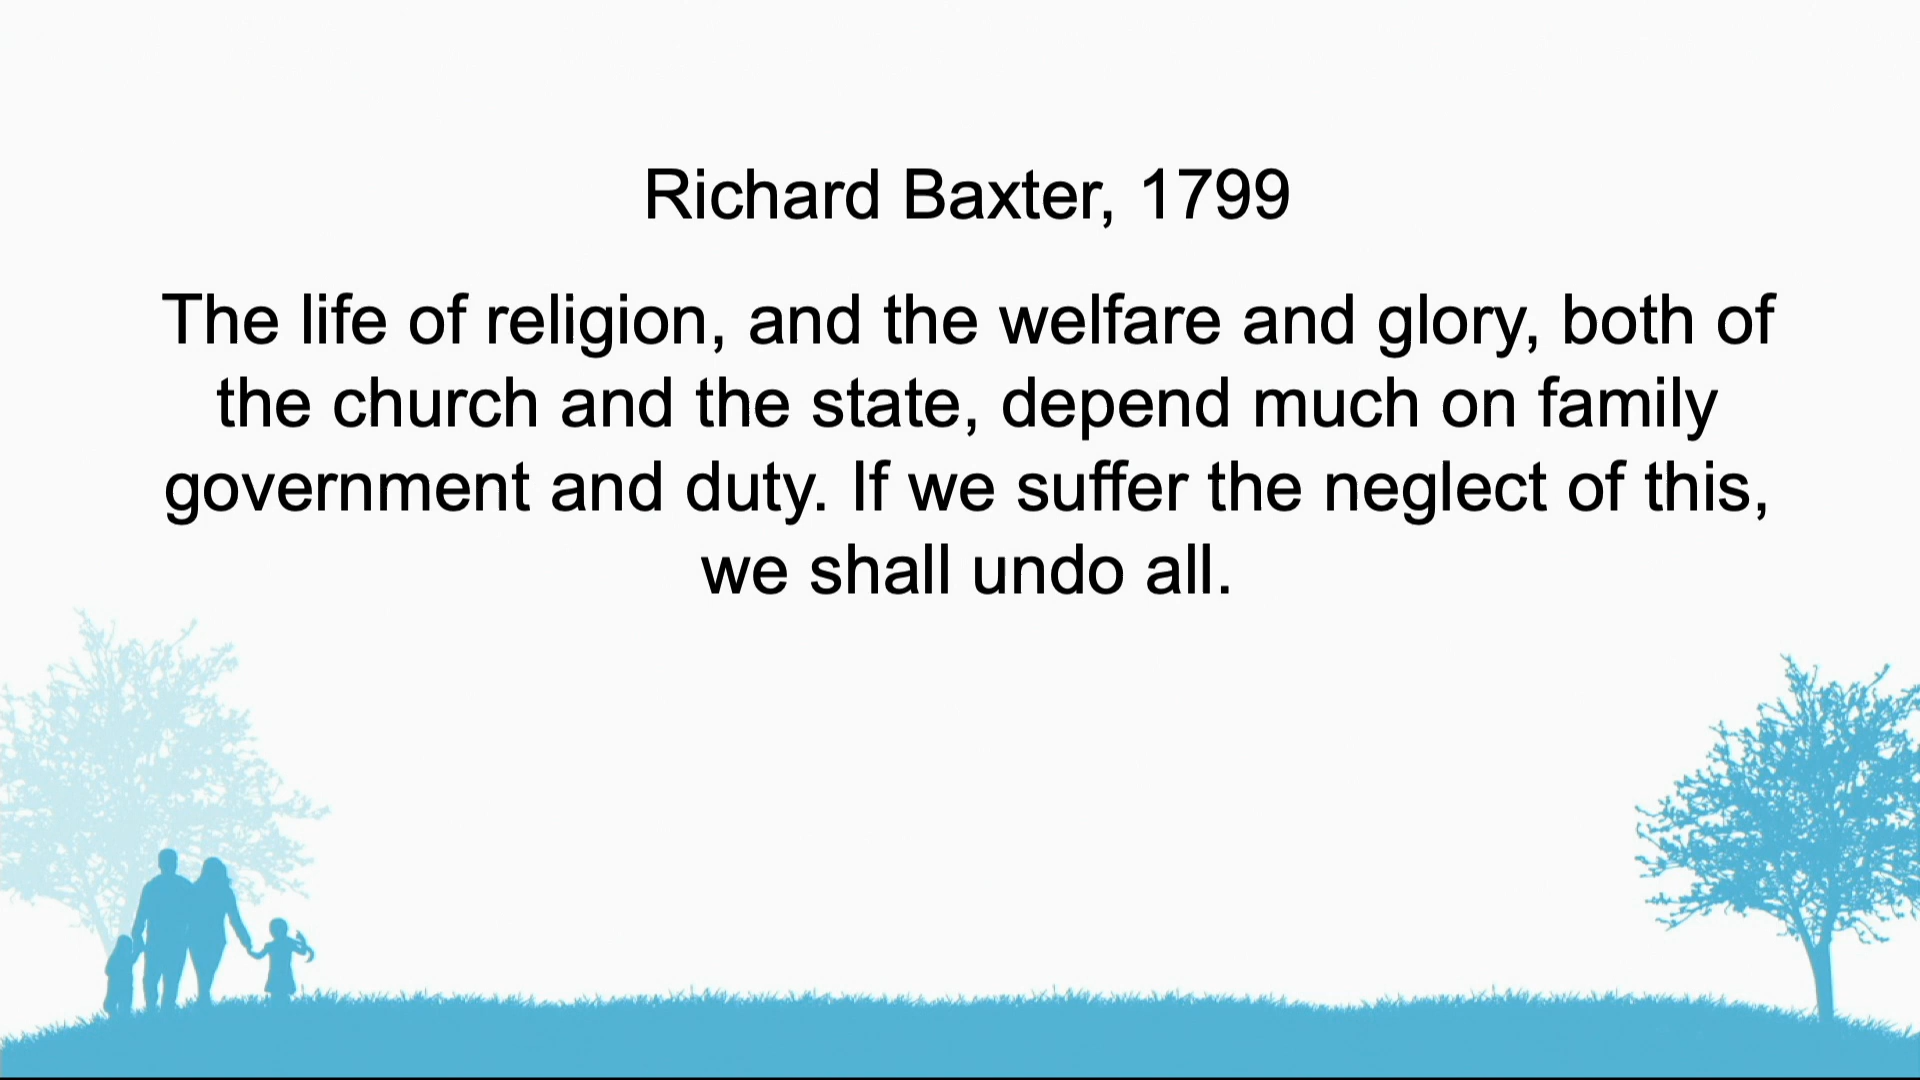 Richard Baxter, 1799
The life of religion, and the welfare and glory, both of
the church and the state, depend much on family
government and duty. If we suffer the neglect of this,
we shall undo all.